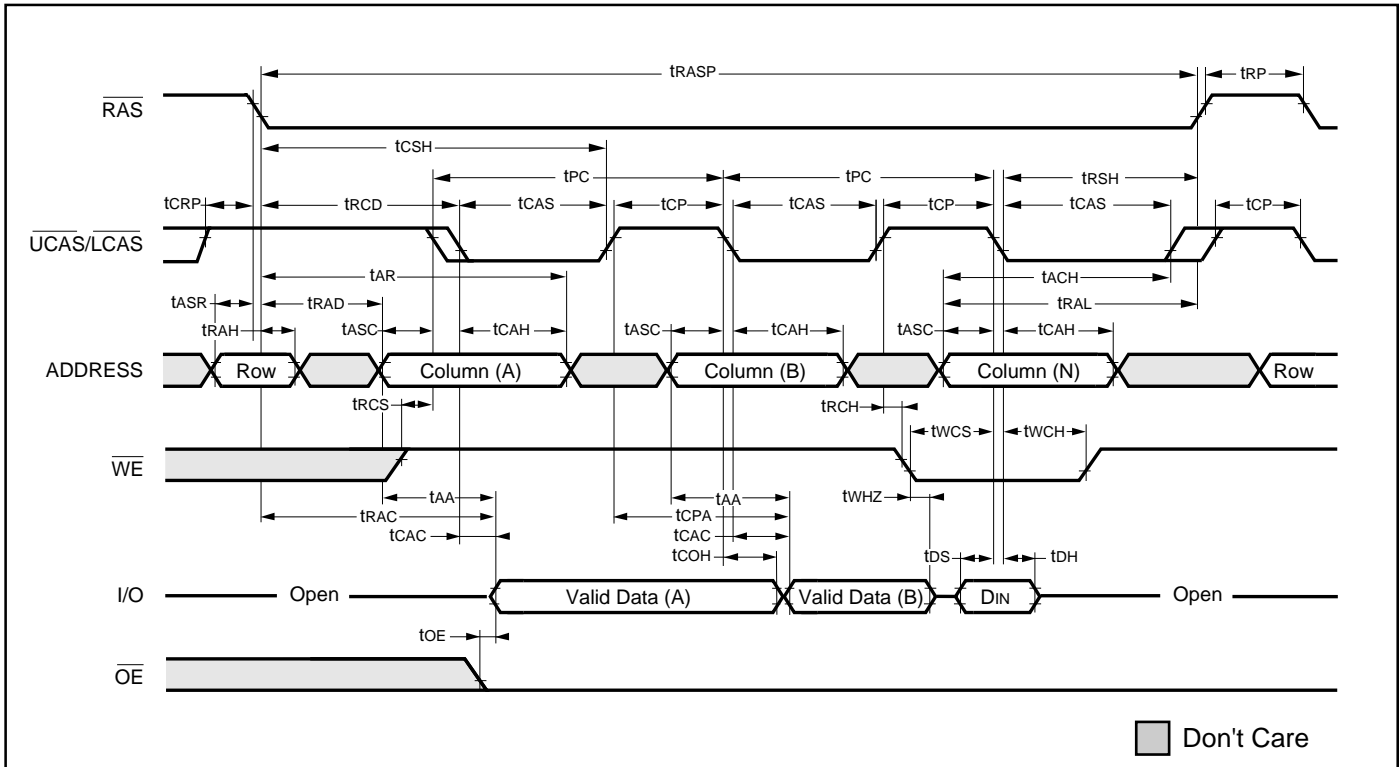 tRASP tRP
RAS
tCSH
tPC tPC tRSH
tCRP tRCD tCAS tCP tCAS tCP tCAS tCP
UCAS/LCAS
tAR tACH
tASR tRAD tRAL
tRAH tASC tCAH tASC tCAH tASC tCAH
ADDRESS Row Column (A) Column (B) Column (N) Row
tRCS tRCH
tWCS tWCH
WE
tAA tAA tWHZ
tRAC tCPA
tCAC tCAC
tCOH tDS tDH
I/O Open Valid Data (A) Valid Data (B) DIN Open
tOE
OE
Don't Care